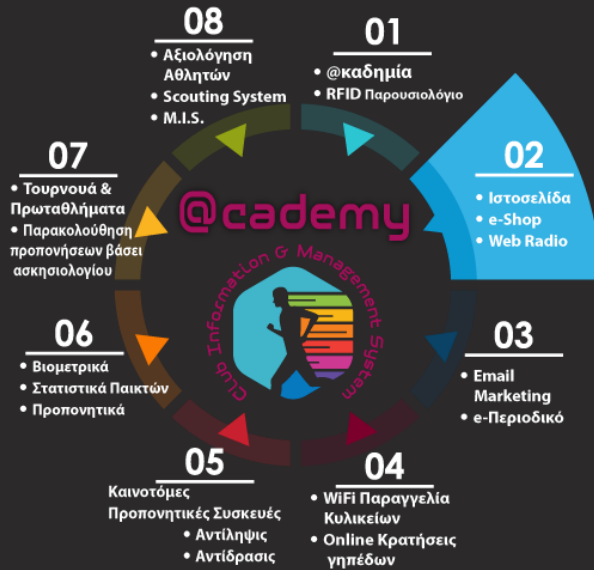 08
• Αξιολόγηση
Αθλητών
• Scouting System
• M.I.S.
01
• @καδημία
• RFID Παρουσιολόγιο
02
• Ιστοσελίδα
• e-Shop
• Web Radio
07
• Τουρνουά &
Πρωταθλήματα
• Παρακολούθηση
προπονήσεων βάσει
ασκησιολογίου
@cademy
Club Information & Management System
03
• Email
Marketing
• e-Περιοδικό
06
• Βιομετρικά
• Στατιστικά Παικτών
• Προπονητικά
05
Καινοτόμες
Προπονητικές Συσκευές
• Αντίληψις
• Αντίδρασις
04
• WiFi Παραγγελία
Κυλικείων
• Online Κρατήσεις
γηπέδων